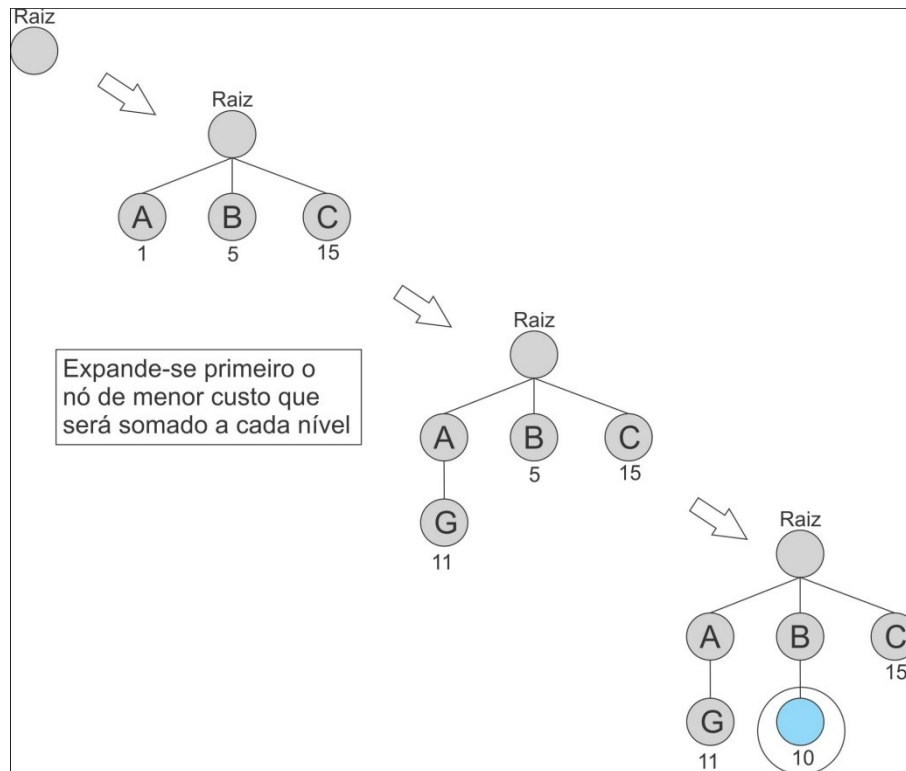 Raiz
Raiz
A B C
1 5 15
Raiz
Expande-se primeiro o
nó de menor custo que
será somado a cada nível
A B C
5 15
G
11
Raiz
A B C
15
G
11 10